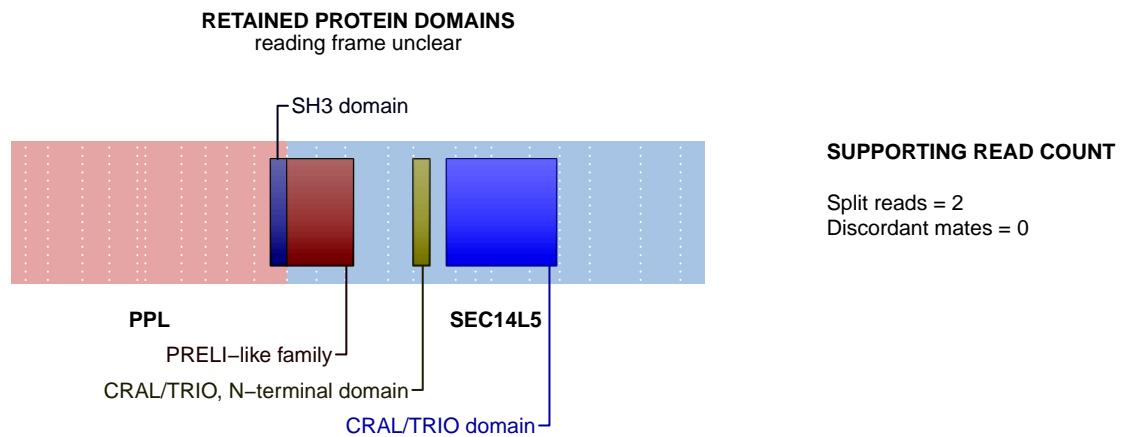 RETAINED PROTEIN DOMAINS
reading frame unclear
SH3 domain
SUPPORTING READ COUNT
Split reads = 2
Discordant mates = 0
PPL
SEC14L5
PRELI−like family
CRAL/TRIO, N−terminal domain
CRAL/TRIO domain